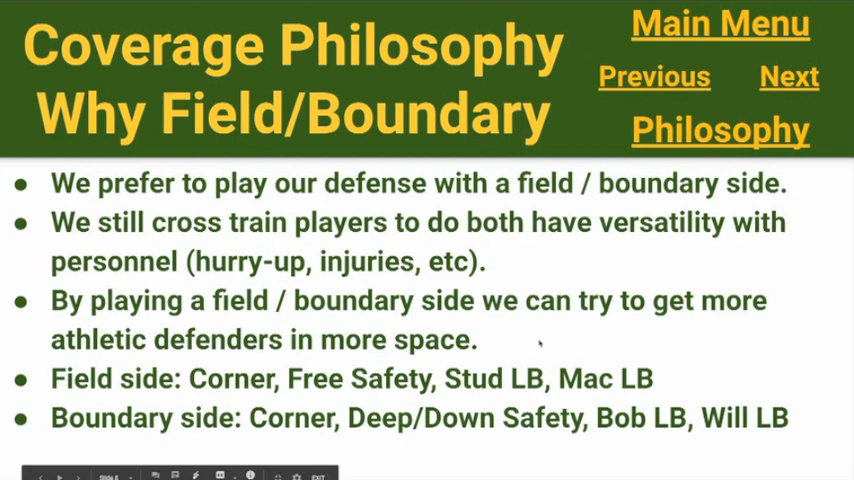 Coverage Philosophy
Why Field/Boundary
Main Menu
Previous Next
Philosophy
● We prefer to play our defense with a field / boundary side.
● We still cross train players to do both have versatility with
personnel (hurry-up, injuries, etc).
● By playing a field / boundary side we can try to get more
athletic defenders in more space.
● Field side: Corner, Free Safety, Stud LB, Mac LB
● Boundary side: Corner, Deep/Down Safety, Bob LB, Will LB
EXIT